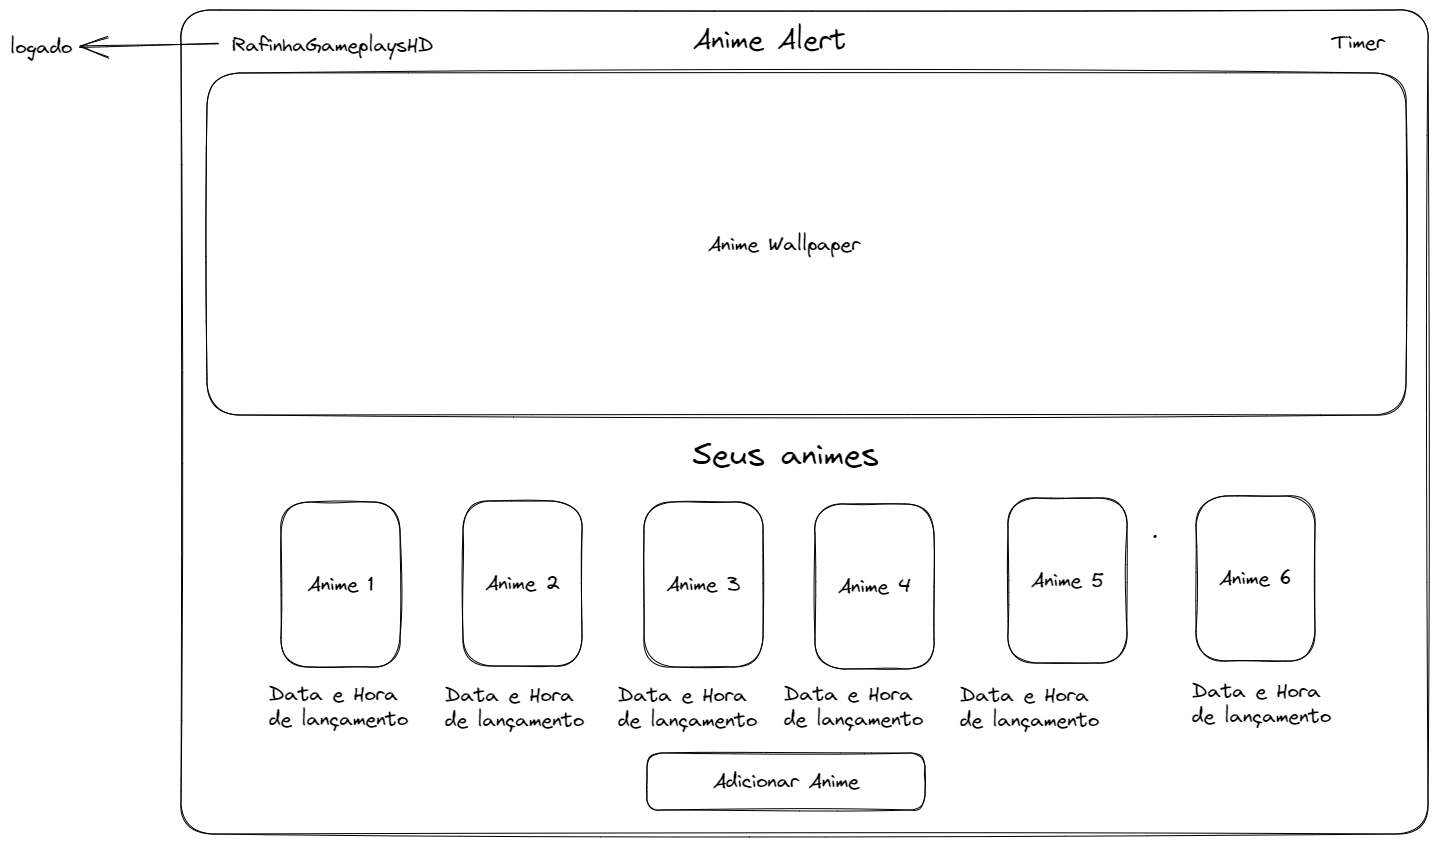 logado
RafinhaGameplaysHD
Anime Alert
Timer
Anime Wallpaper
Seus animes
Anime 1
Anime 2
Anime 3
Anime 4
Anime 5
Anime 6
Data e Hora
de lançamento
Data e Hora
de lançamento
Data e Hora
de lançamento
Data e Hora
de lançamento
Data e Hora
de lançamento
Data e Hora
de lançamento
Adicionar Anime